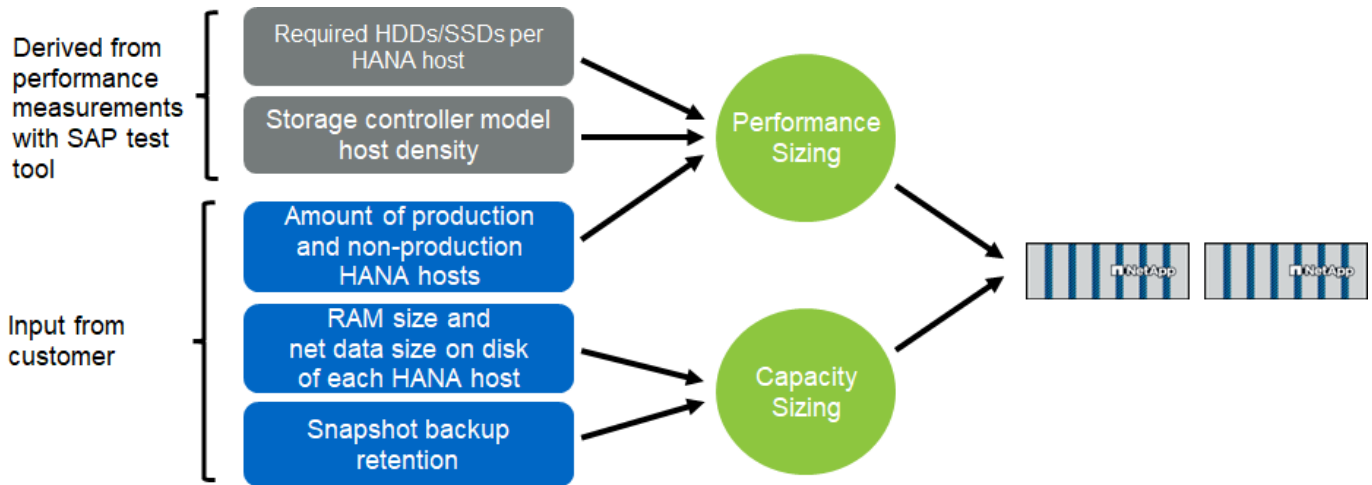 Derived from
performance
measurements
with SAP test
tool
Required HDDs/SSDs per
HANA host
Storage controller model
host density
Performance
Sizing
Amount of production
and non-production
HANA hosts
Input from
customer
RAM size and
net data size on disk
of each HANA host
Snapshot backup
retention
Capacity
Sizing
NetApp
NetApp